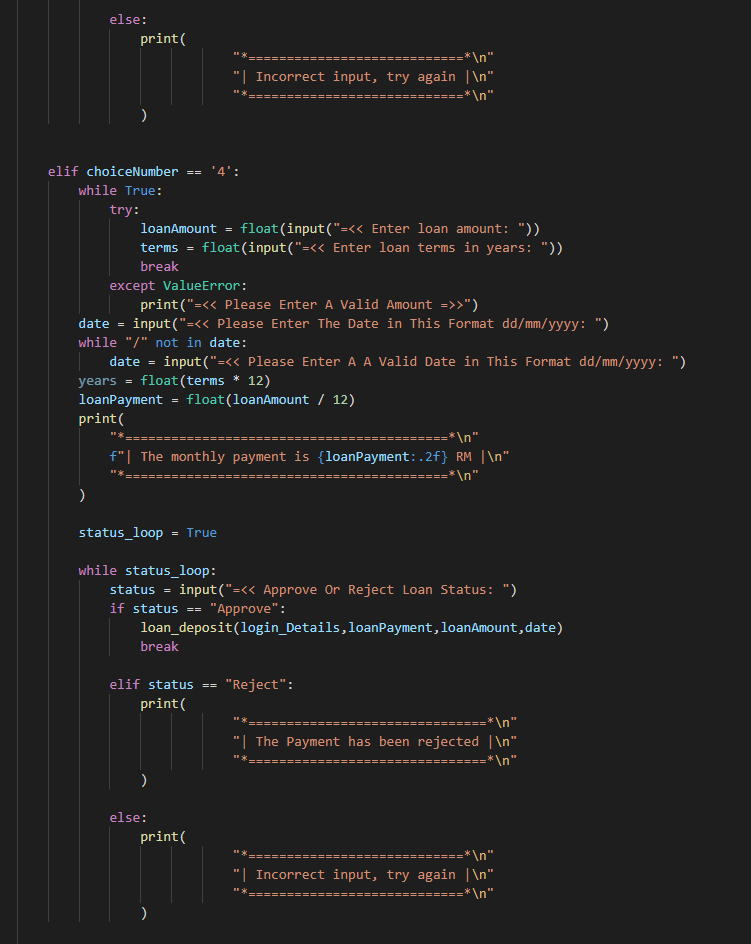 else:
print(
"*============================*\n"
"| Incorrect input, try again |\n"
"*============================*\n"
)
elif choiceNumber == '4':
while True:
try:
loanAmount = float(input("=<< Enter loan amount: "))
terms = float(input("=<< Enter loan terms in years: "))
break
except ValueError:
print("=<< Please Enter A Valid Amount =>>")
date = input("=<< Please Enter The Date in This Format dd/mm/yyyy: ")
while "/" not in date:
date = input("=<< Please Enter A A Valid Date in This Format dd/mm/yyyy: ")
years = float(terms * 12)
loanPayment = float(loanAmount / 12)
print(
"*==========================================*\n"
f"| The monthly payment is {loanPayment:.2f} RM |\n"
"*==========================================*\n"
)
status_loop = True
while status_loop:
status = input("=<< Approve Or Reject Loan Status: ")
if status == "Approve":
loan_deposit(login_Details,loanPayment,loanAmount,date)
break
elif status == "Reject":
print(
"*===============================*\n"
"| The Payment has been rejected |\n"
"*===============================*\n"
)
else:
print(
"*============================*\n"
"| Incorrect input, try again |\n"
"*============================*\n"
)